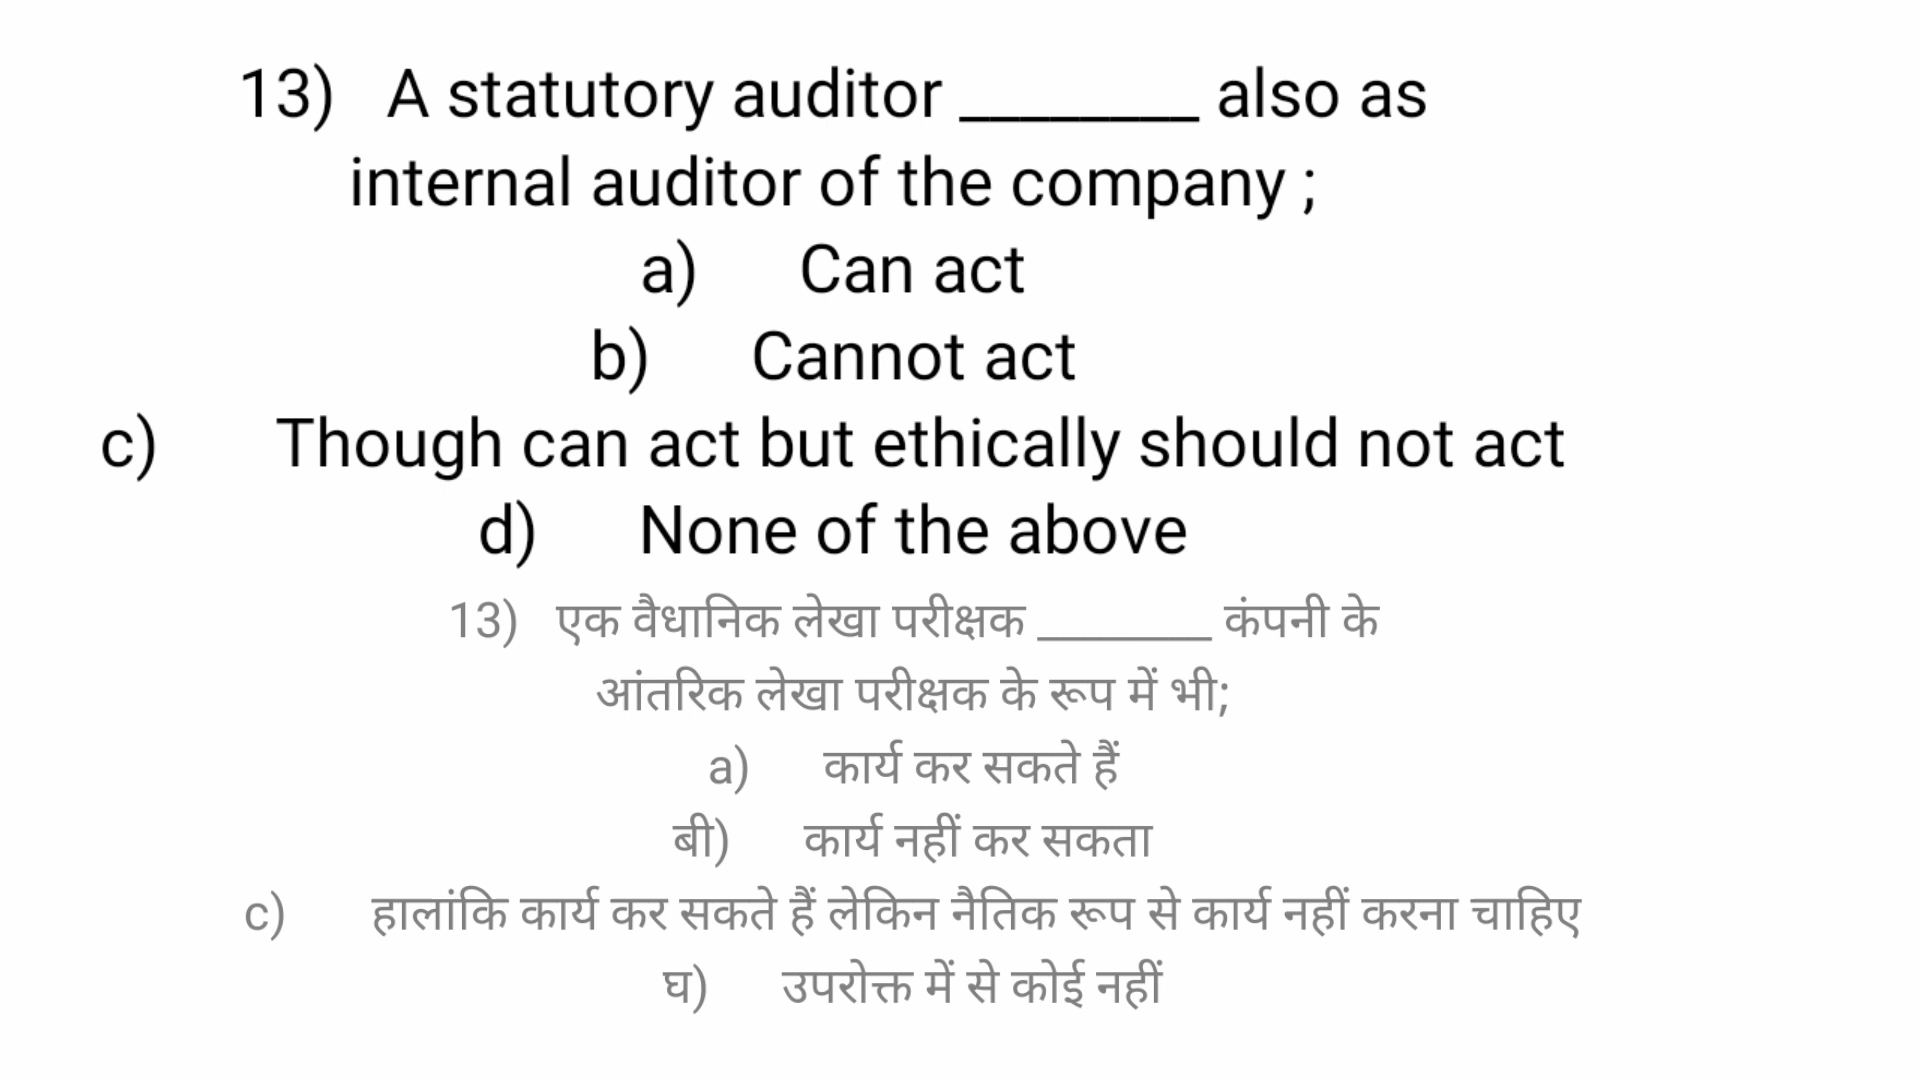 13) A statutory auditor ________ also as
internal auditor of the company ;
a) Can act
b) Cannot act
c) Though can act but ethically should not act
d) None of the above
13) एक वैधानिक लेखा परीक्षक ________ कंपनी के
आंतरिक लेखा परीक्षक के रूप में भी;
a) कार्य कर सकते हैं
बी) कार्य नहीं कर सकता
c) हालांकि कार्य कर सकते हैं लेकिन नैतिक रूप से कार्य नहीं करना चाहिए
घ) उपरोक्त में से कोई नहीं